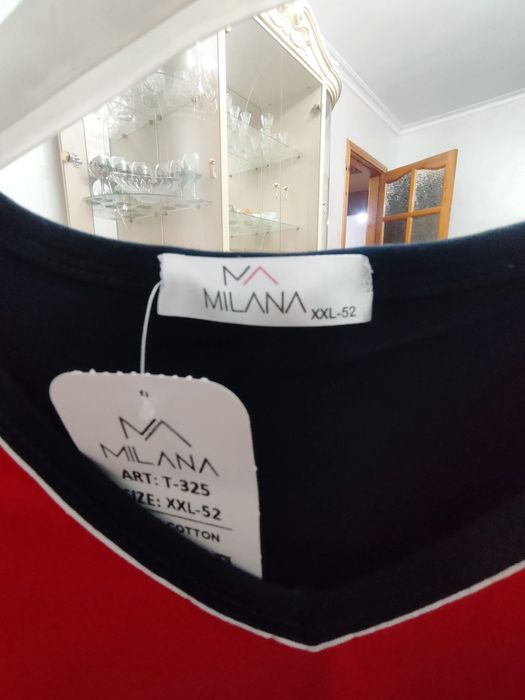 MILANA XXL-52
MILANA
ART: T-325
SIZE: XXL-52
COTTON